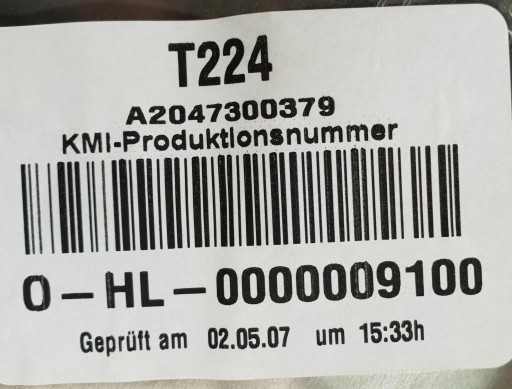 T224
A2047300379
KMI-Produktionsnummer
0-HL-0000009100
Geprüft am 02.05.07 um 15:33h